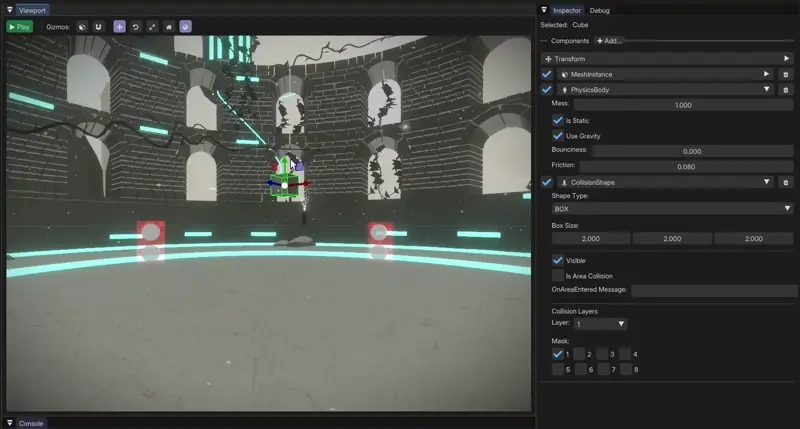 Viewport
Play Gizmos:
Inspector Debug
Selected: Cube
Components Add...
Transform
MeshInstance
PhysicsBody
Mass: 1.000
Is Static
Use Gravity
Bounciness: 0.000
Friction: 0.080
CollisionShape
Shape Type:
BOX
Box Size:
2.000 2.000 2.000
Visible
Is Area Collision
OnAreaEntered Message:
Collision Layers
Layer: 1
Mask:
1 2 3 4
5 6 7 8
Console